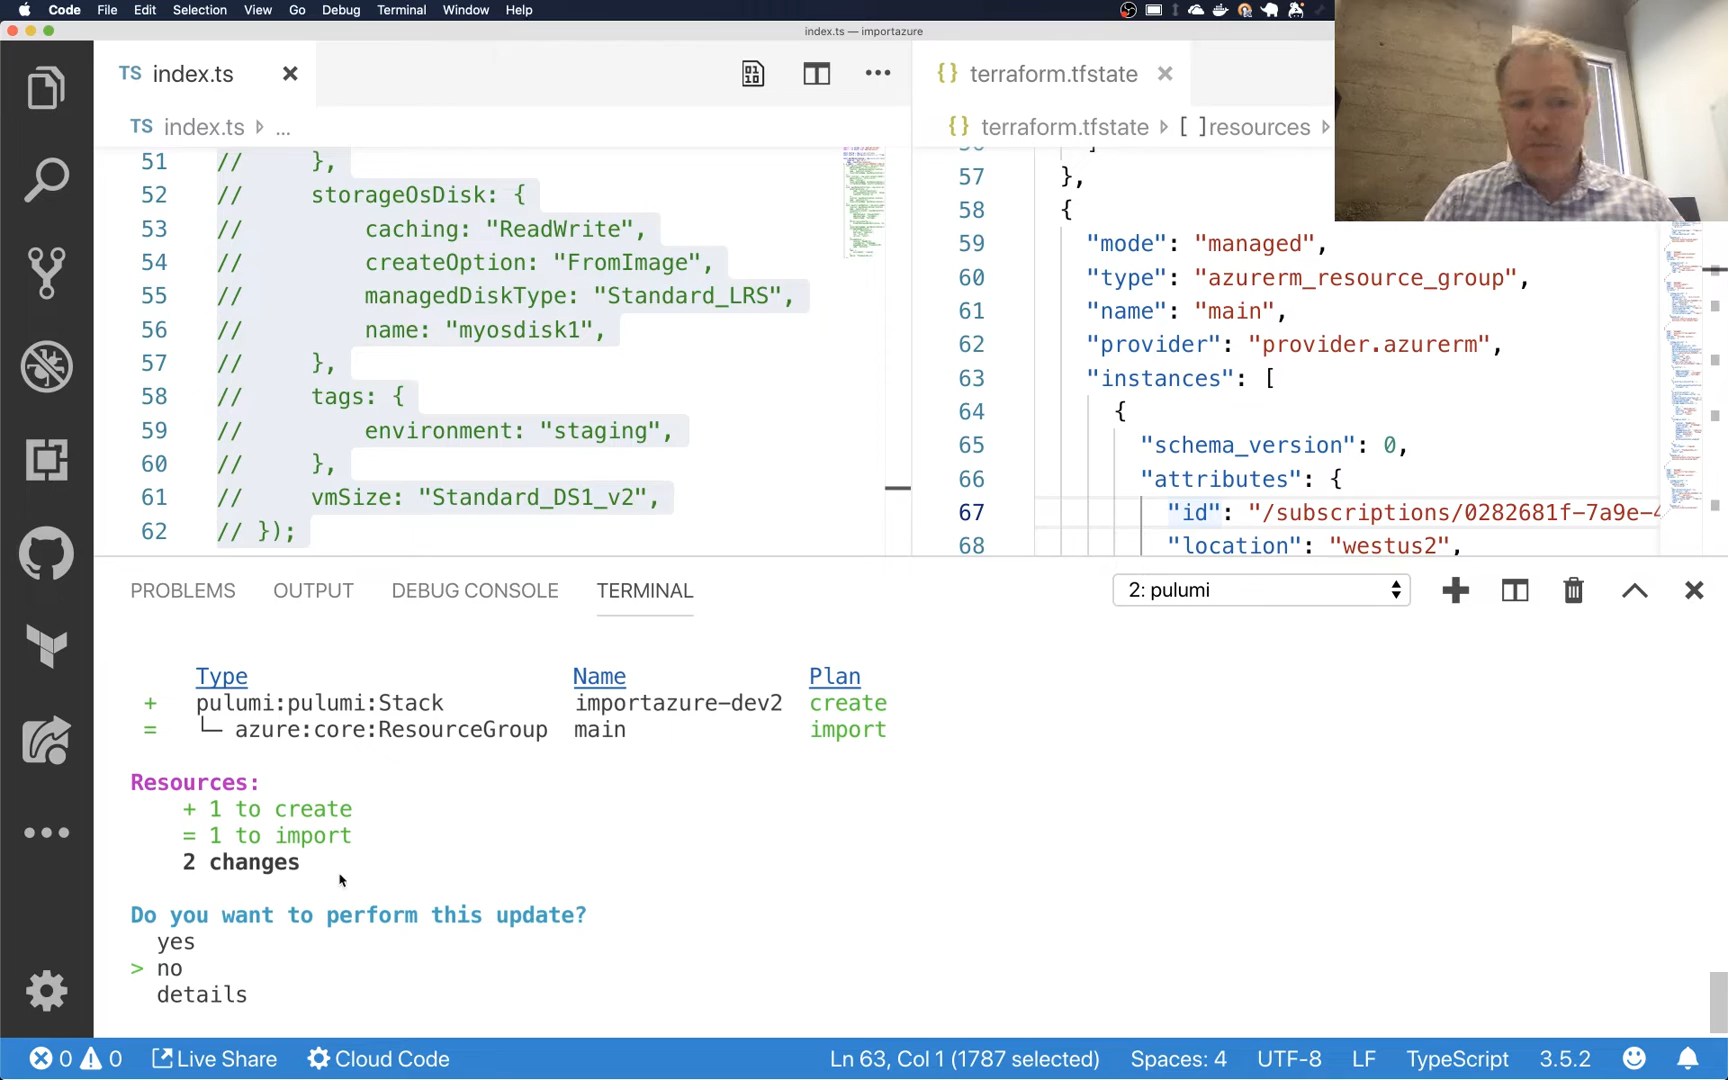 Code File Edit Selection View Go Debug Terminal Window Help
index.ts — importazure
TS index.ts
TS index.ts ...
51 // },
52 // storageOsDisk: {
53 // caching: "ReadWrite",
54 // createOption: "FromImage",
55 // managedDiskType: "Standard_LRS",
56 // name: "myosdisk1",
57 // },
58 // tags: {
59 // environment: "staging",
60 // },
61 // vmSize: "Standard_DS1_v2",
62 // });
{} terraform.tfstate
{} terraform.tfstate [ ]resources
57 },
58 {
59 "mode": "managed",
60 "type": "azurerm_resource_group",
61 "name": "main",
62 "provider": "provider.azurerm",
63 "instances": [
64 {
65 "schema_version": 0,
66 "attributes": {
67 "id": "/subscriptions/0282681f-7a9e-
68 "location": "westus2",
PROBLEMS OUTPUT DEBUG CONSOLE TERMINAL
2: pulumi
Type Name Plan
+ pulumi:pulumi:Stack importazure-dev2 create
= └─ azure:core:ResourceGroup main import
Resources:
+ 1 to create
= 1 to import
2 changes
Do you want to perform this update?
yes
> no
details
0 0 Live Share Cloud Code Ln 63, Col 1 (1787 selected) Spaces: 4 UTF-8 LF TypeScript 3.5.2